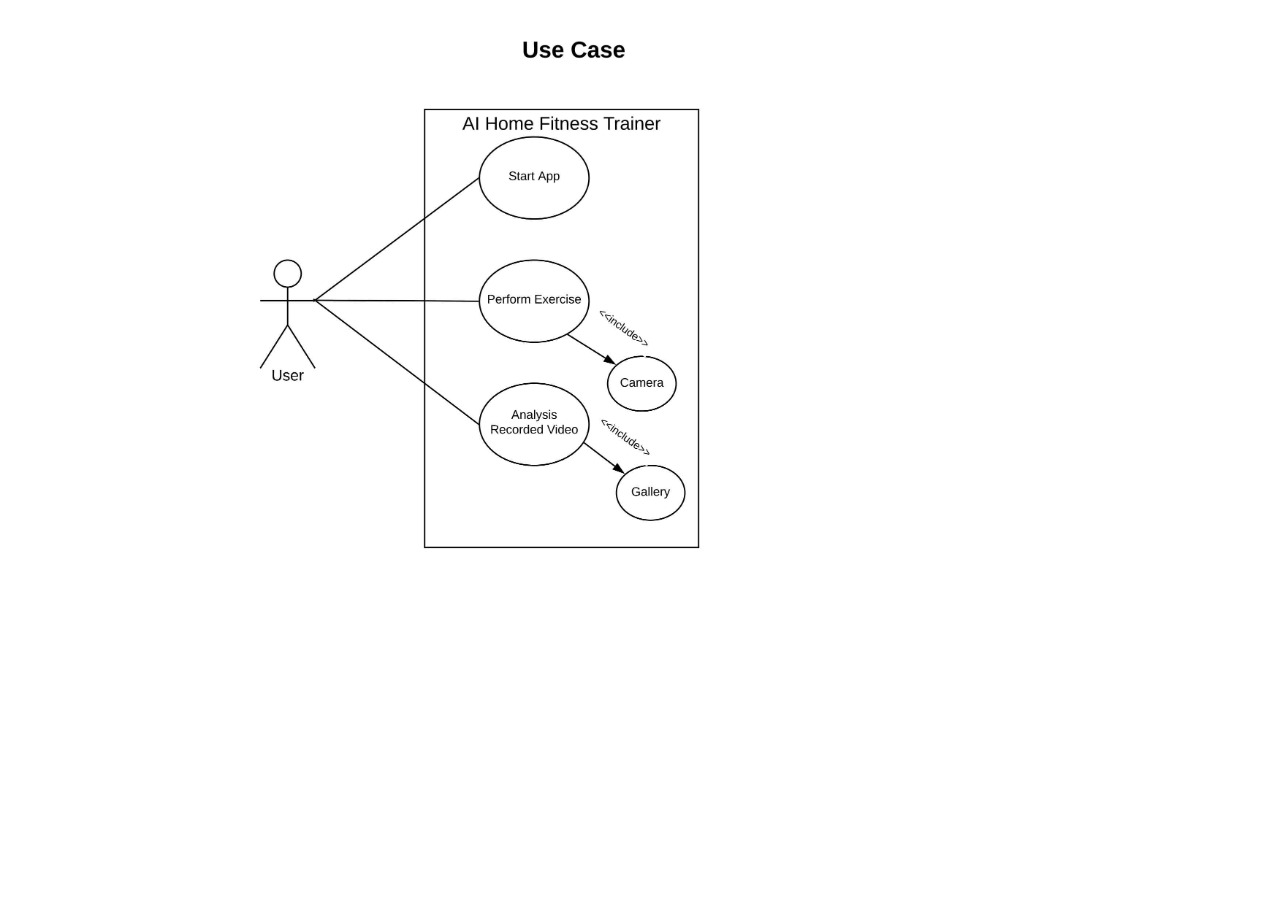 Use Case
AI Home Fitness Trainer
Start App
Perform Exercise
<<include>>
User
Camera
Analysis
Recorded Video
<<include>>
Gallery